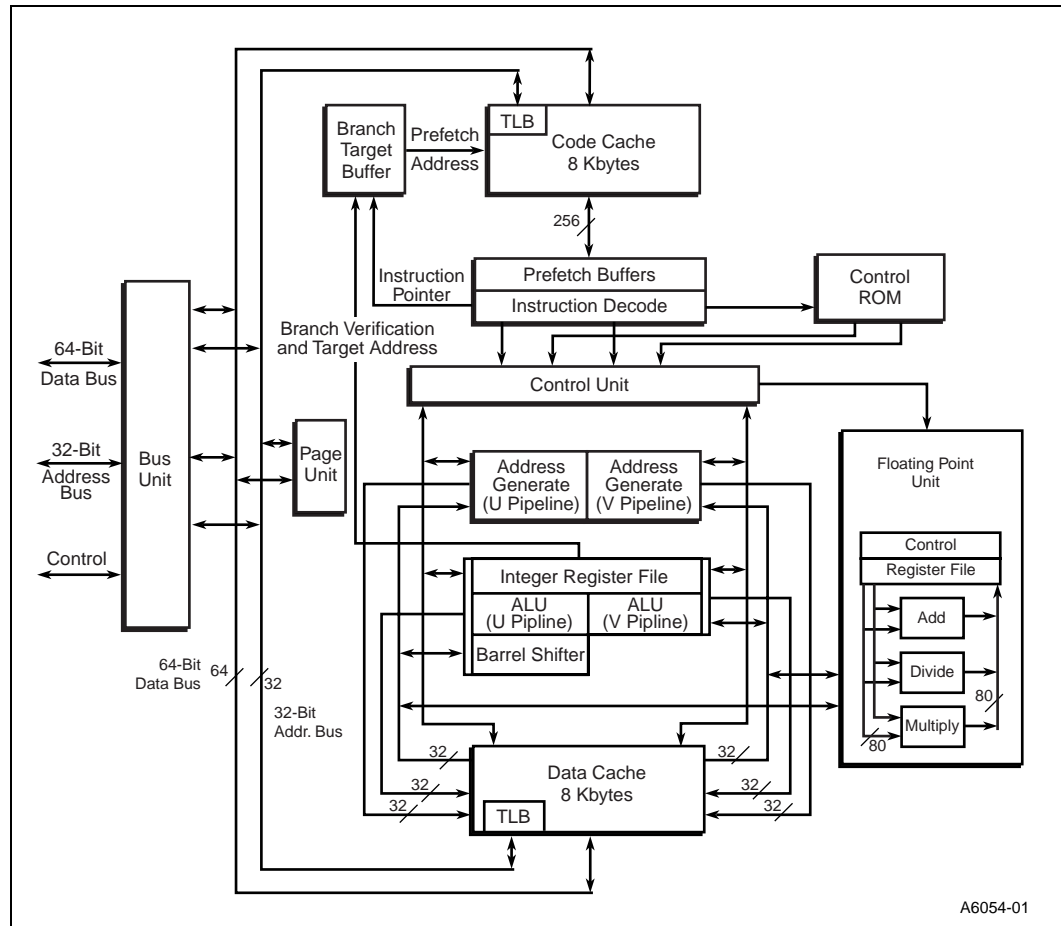 TLB
Code Cache
8 Kbytes
Branch
Target
Buffer
Prefetch
Address
256
Prefetch Buffers
Instruction Decode
Instruction
Pointer
Control
ROM
Branch Verification
and Target Address
64-Bit
Data Bus
32-Bit
Address
Bus
Control
Bus
Unit
Page
Unit
Control Unit
Address
Generate
(U Pipeline)
Address
Generate
(V Pipeline)
Integer Register File
ALU
(U Pipline)
ALU
(V Pipline)
Barrel Shifter
Floating Point
Unit
Control
Register File
Add
Divide
Multiply
80
80
64-Bit
Data Bus
64
32
32-Bit
Addr. Bus
32
32
32
32
32
32
Data Cache
8 Kbytes
TLB
A6054-01